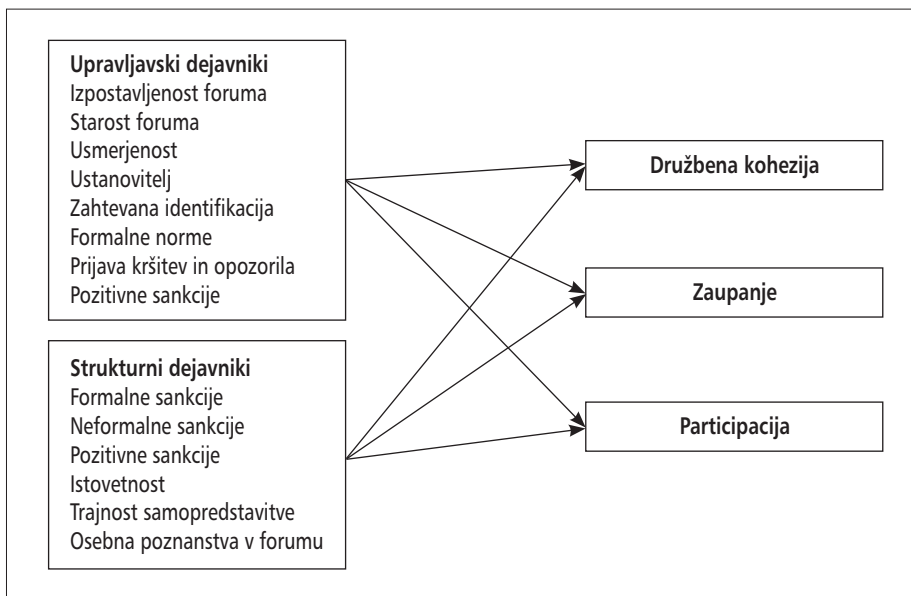 Upravljavski dejavniki
Izpostavljenost foruma
Starost foruma
Usmerjenost
Ustanovitelj
Zahtevana identifikacija
Formalne norme
Prijava kršitev in opozorila
Pozitivne sankcije
Strukturni dejavniki
Formalne sankcije
Neformalne sankcije
Pozitivne sankcije
Istovetnost
Trajnost samopredstavitve
Osebna poznanstva v forumu
Družbena kohezija
Zaupanje
Participacija